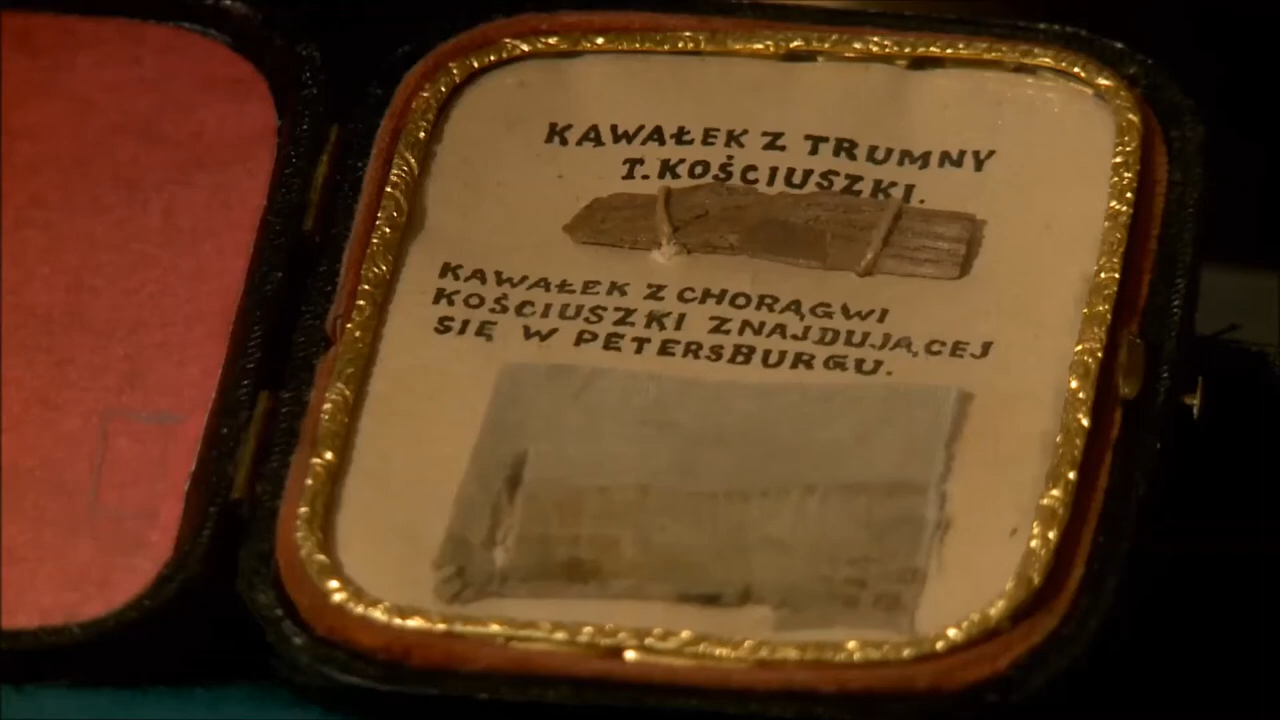 KAWAŁEK Z TRUMNY
T. KOŚCIUSZKI.
KAWAŁEK Z CHORĄGWI
KOŚCIUSZKI ZNAJDUJĄCEJ
SIĘ W PETERSBURGU.